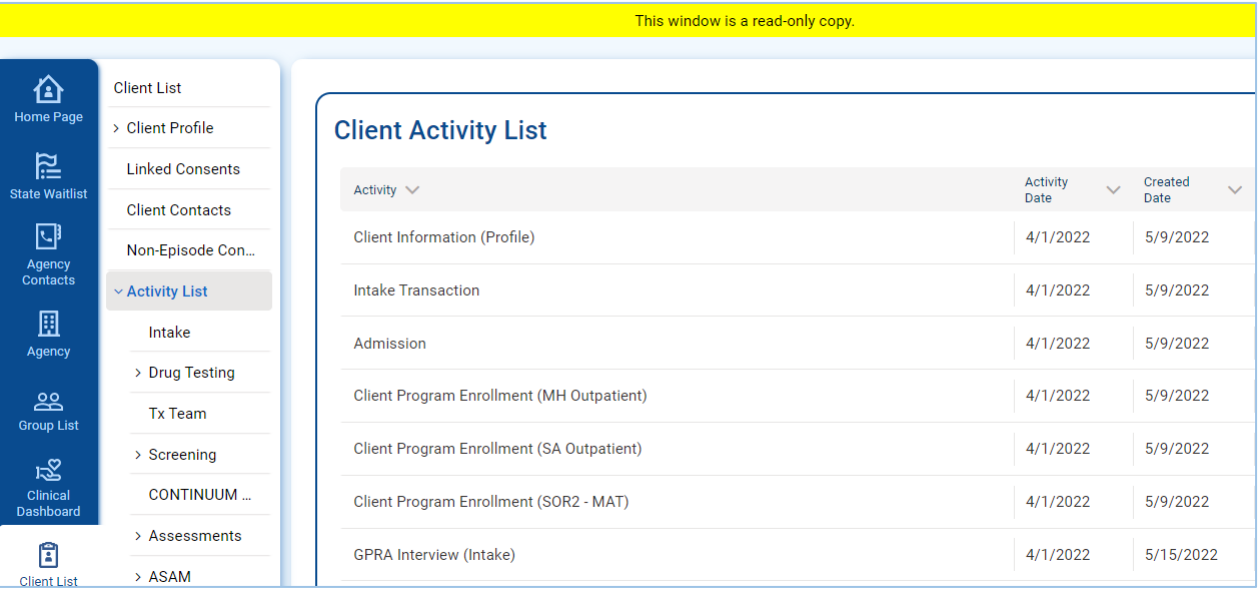 This window is a read-only copy.
Home Page
State Waitlist
Agency
Contacts
Agency
Group List
Clinical
Dashboard
Client List
Client List
> Client Profile
Linked Consents
Client Contacts
Non-Episode Con...
Activity List
Intake
> Drug Testing
Tx Team
> Screening
CONTINUUM ...
> Assessments
> ASAM
Client Activity List
Activity Activity Date Created Date
Client Information (Profile) 4/1/2022 5/9/2022
Intake Transaction 4/1/2022 5/9/2022
Admission 4/1/2022 5/9/2022
Client Program Enrollment (MH Outpatient) 4/1/2022 5/9/2022
Client Program Enrollment (SA Outpatient) 4/1/2022 5/9/2022
Client Program Enrollment (SOR2 - MAT) 4/1/2022 5/9/2022
GPRA Interview (Intake) 4/1/2022 5/15/2022